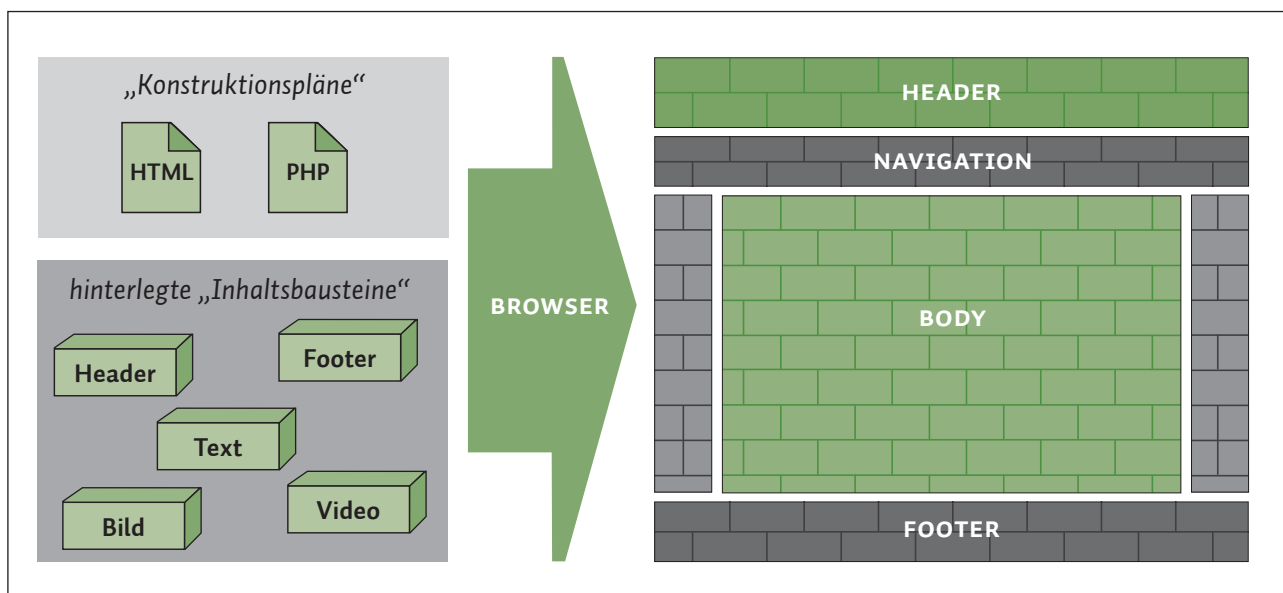 „Konstruktionspläne“
HTML
PHP
hinterlegte „Inhaltsbausteine“
Header
Footer
Text
Bild
Video
BROWSER
HEADER
NAVIGATION
BODY
FOOTER